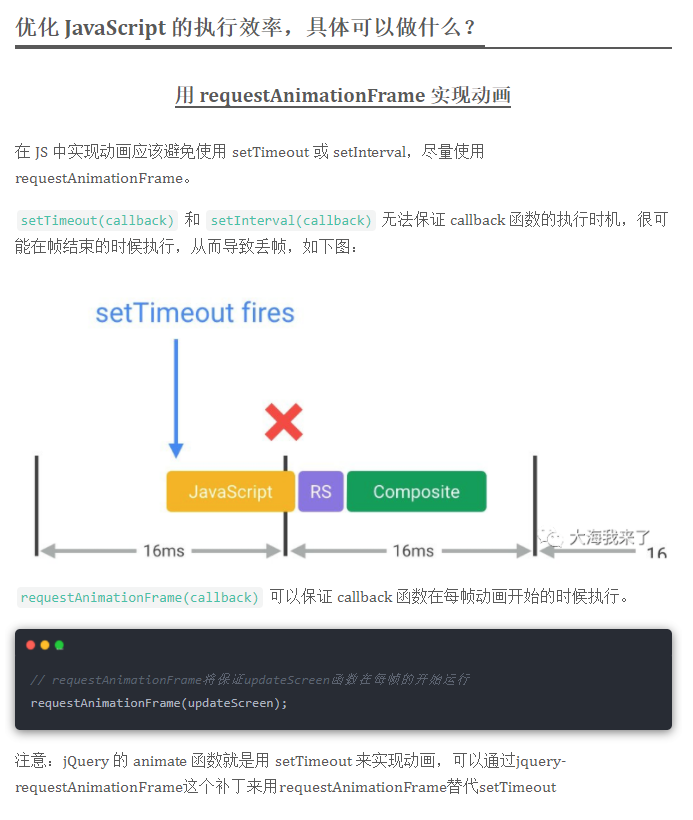 优化 JavaScript 的执行效率，具体可以做什么？
用 requestAnimationFrame 实现动画
在 JS 中实现动画应该避免使用 setTimeout 或 setInterval，尽量使用
requestAnimationFrame。
setTimeout(callback) 和 setInterval(callback) 无法保证 callback 函数的执行时机，很可
能在帧结束的时候执行，从而导致丢帧，如下图：
setTimeout fires
JavaScript RS Composite
大海我来了
16ms 16ms 16
requestAnimationFrame(callback) 可以保证 callback 函数在每帧动画开始的时候执行。
// requestAnimationFrame将保证updateScreen函数在每帧的开始运行
requestAnimationFrame(updateScreen);
注意：jQuery 的 animate 函数就是用 setTimeout 来实现动画，可以通过jquery-
requestAnimationFrame这个补丁来用requestAnimationFrame替代setTimeout